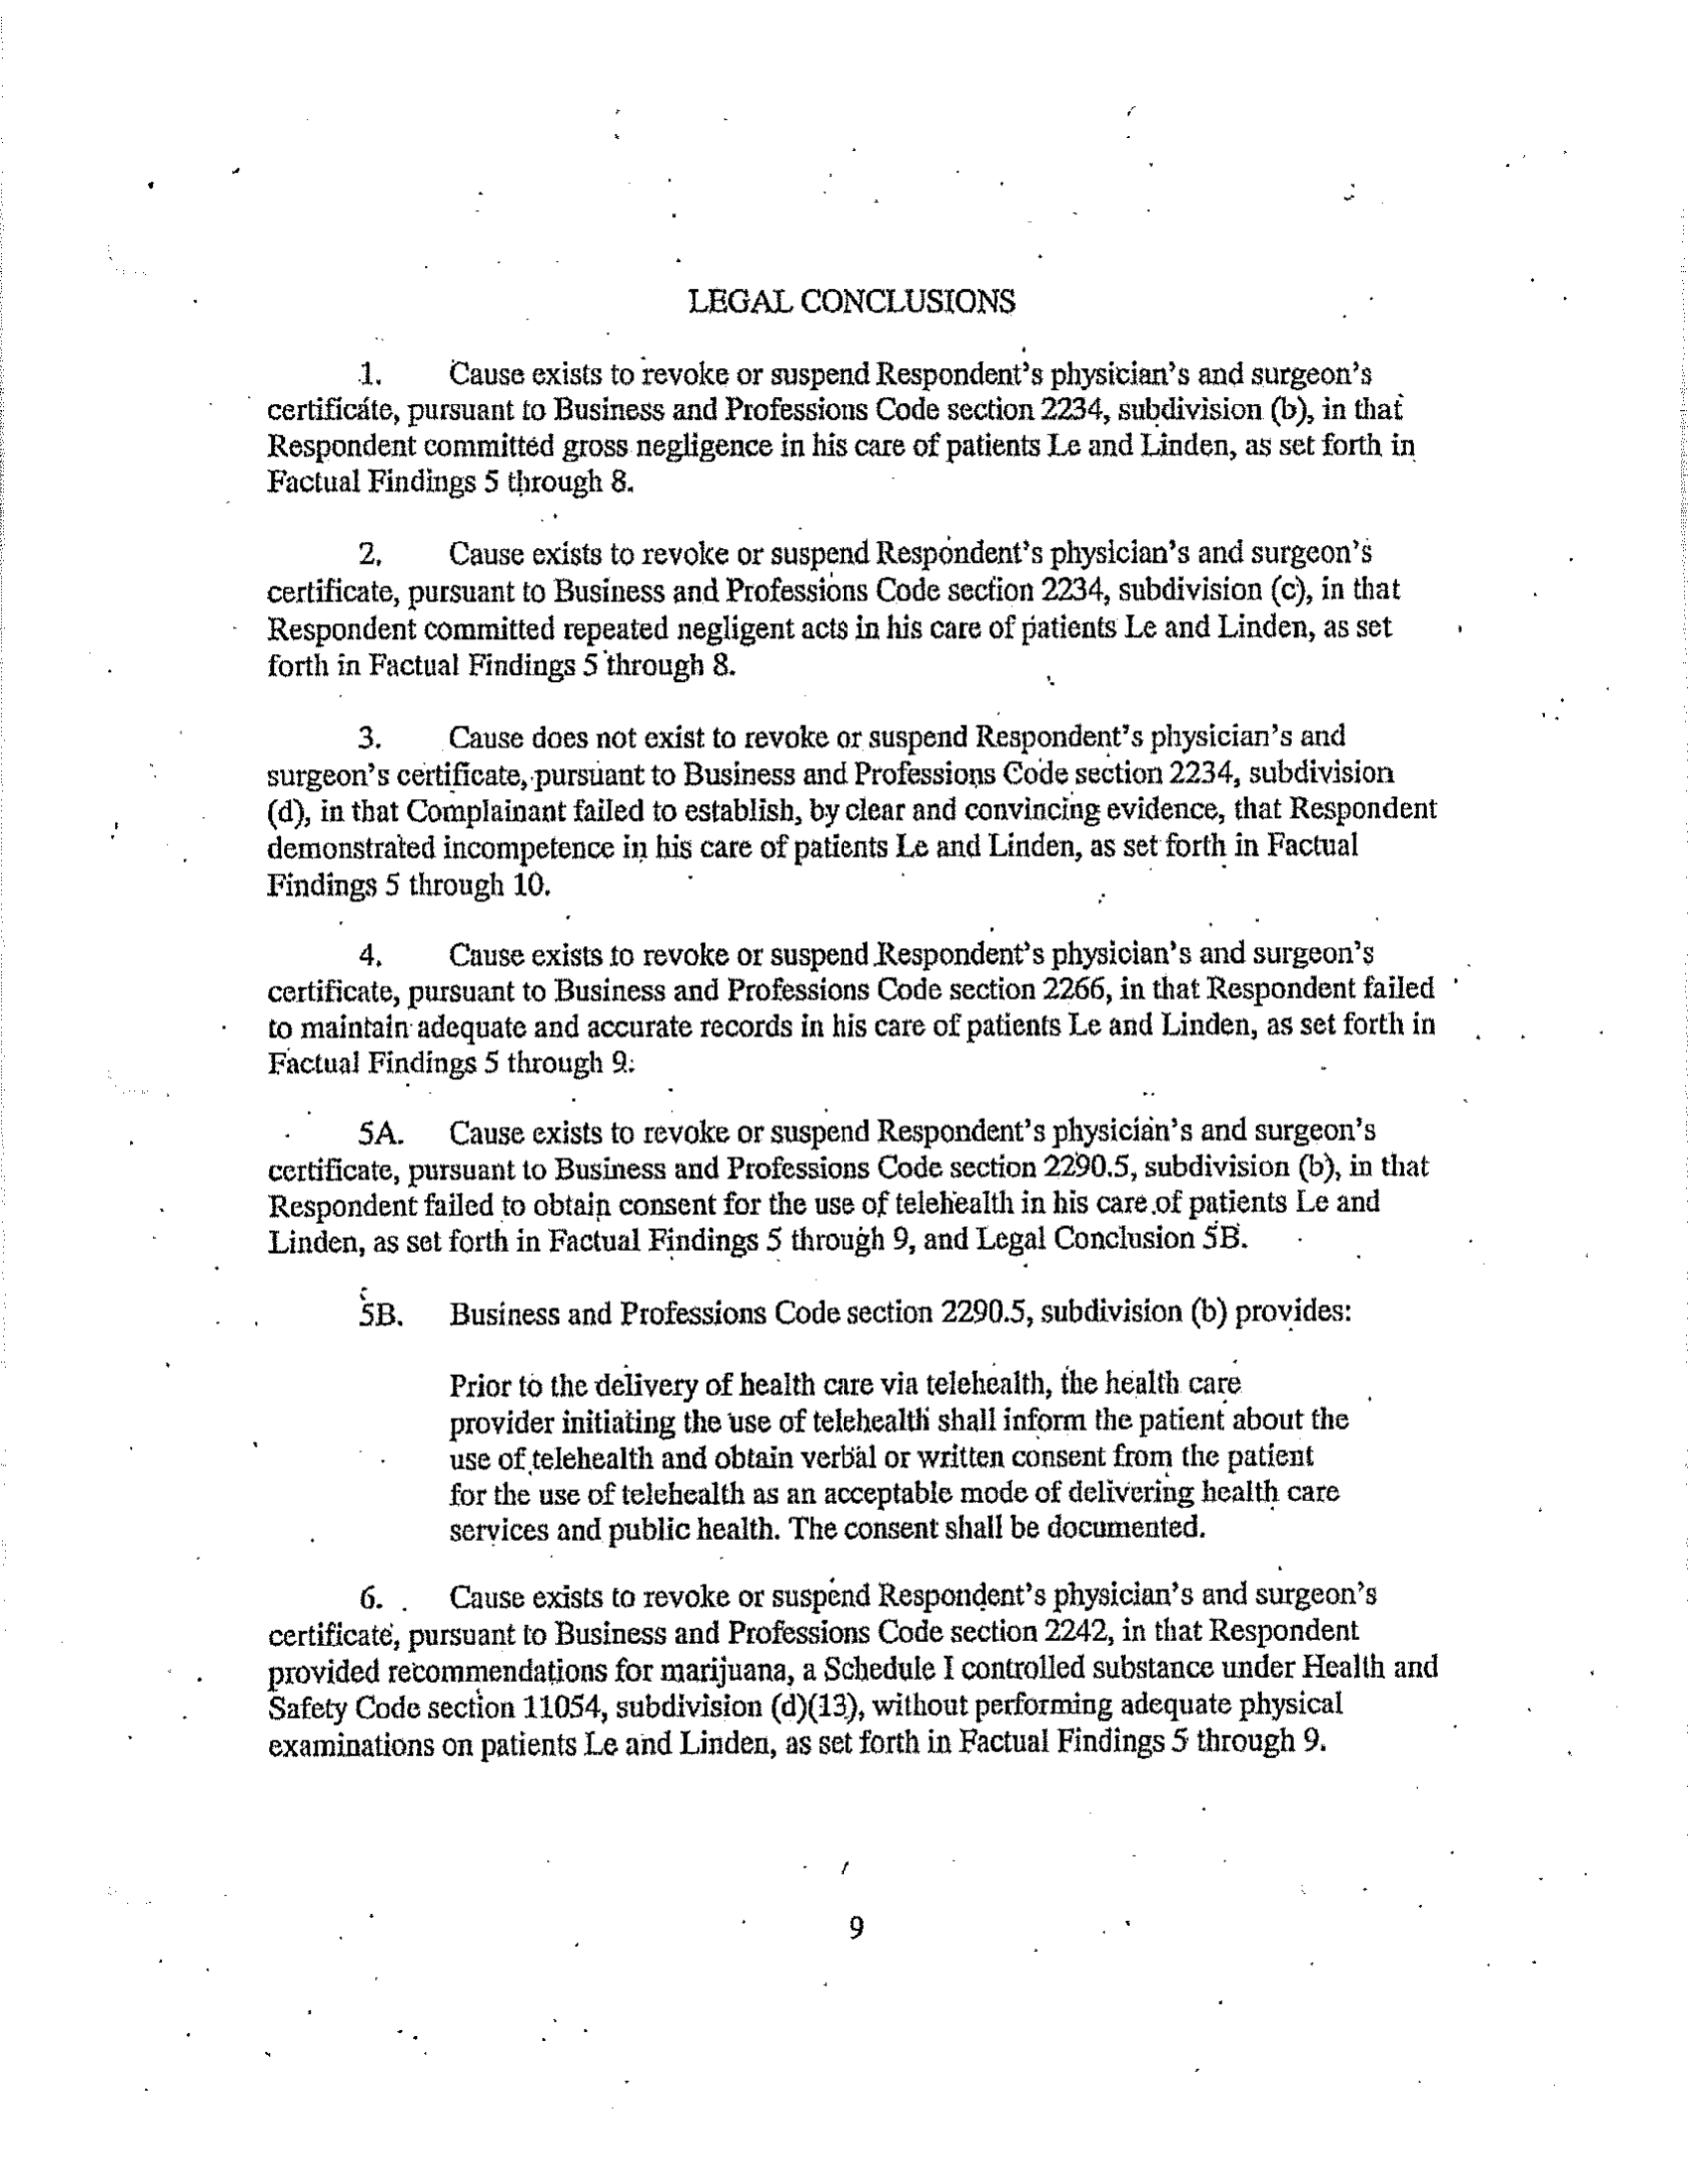 LEGAL CONCLUSIONS
1. Cause exists to revoke or suspend Respondent's physician's and surgeon's
certificate, pursuant to Business and Professions Code section 2234, subdivision (b), in that
Respondent committed gross negligence in his care of patients Le and Linden, as set forth in
Factual Findings 5 through 8.
2. Cause exists to revoke or suspend Respondent's physician's and surgeon's
certificate, pursuant to Business and Professions Code section 2234, subdivision (c), in that
Respondent committed repeated negligent acts in his care of patients Le and Linden, as set
forth in Factual Findings 5 through 8.
3. Cause does not exist to revoke or suspend Respondent's physician's and
surgeon's certificate, pursuant to Business and Professions Code section 2234, subdivision
(d), in that Complainant failed to establish, by clear and convincing evidence, that Respondent
demonstrated incompetence in his care of patients Le and Linden, as set forth in Factual
Findings 5 through 10.
4. Cause exists to revoke or suspend Respondent's physician's and surgeon's
certificate, pursuant to Business and Professions Code section 2266, in that Respondent failed
to maintain adequate and accurate records in his care of patients Le and Linden, as set forth in
Factual Findings 5 through 9.
5A. Cause exists to revoke or suspend Respondent's physician's and surgeon's
certificate, pursuant to Business and Professions Code section 2290.5, subdivision (b), in that
Respondent failed to obtain consent for the use of telehealth in his care of patients Le and
Linden, as set forth in Factual Findings 5 through 9, and Legal Conclusion 5B.
5B. Business and Professions Code section 2290.5, subdivision (b) provides:
Prior to the delivery of health care via telehealth, the health care
provider initiating the use of telehealth shall inform the patient about the
use of telehealth and obtain verbal or written consent from the patient
for the use of telehealth as an acceptable mode of delivering health care
services and public health. The consent shall be documented.
6. Cause exists to revoke or suspend Respondent's physician's and surgeon's
certificate, pursuant to Business and Professions Code section 2242, in that Respondent
provided recommendations for marijuana, a Schedule I controlled substance under Health and
Safety Code section 11054, subdivision (d)(13), without performing adequate physical
examinations on patients Le and Linden, as set forth in Factual Findings 5 through 9.
9